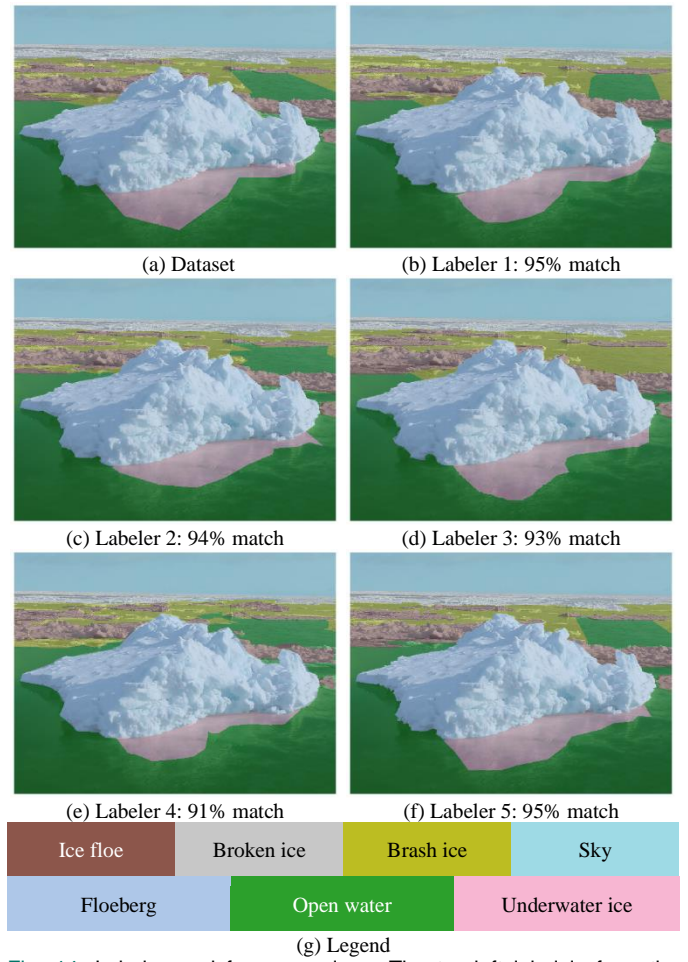 (a) Dataset
(b) Labeler 1: 95% match
(c) Labeler 2: 94% match
(d) Labeler 3: 93% match
(e) Labeler 4: 91% match
(f) Labeler 5: 95% match
Ice floe
Broken ice
Brash ice
Sky
Floeberg
Open water
Underwater ice
(g) Legend